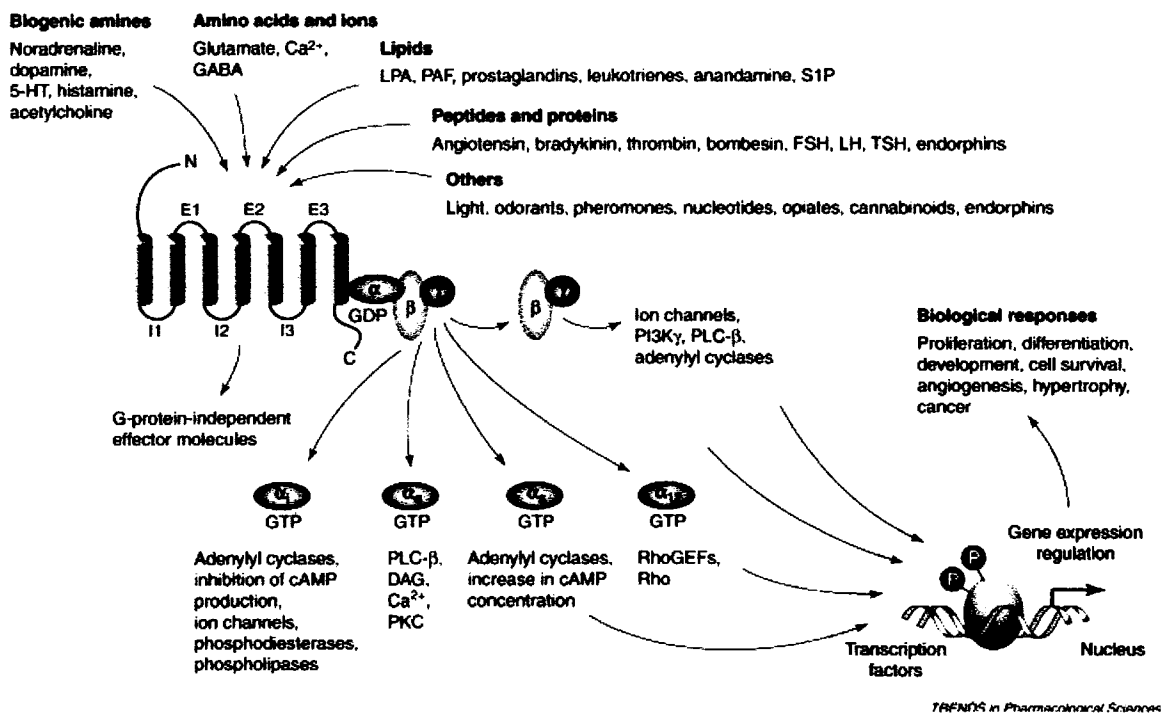 Biogenic amines
Noradrenaline,
dopamine,
5-HT, histamine,
acetylcholine
Amino acids and ions
Glutamate, Ca²⁺,
GABA
Lipids
LPA, PAF, prostaglandins, leukotrienes, anandamine, S1P
Peptides and proteins
Angiotensin, bradykinin, thrombin, bombesin, FSH, LH, TSH, endorphins
Others
Light, odorants, pheromones, nucleotides, opiates, cannabinoids, endorphins
N
E1 E2 E3
I1 I2 I3
C
α
GDP
β γ
β γ
Ion channels,
PI3Kγ, PLC-β,
adenylyl cyclases
Biological responses
Proliferation, differentiation,
development, cell survival,
angiogenesis, hypertrophy,
cancer
G-protein-independent
effector molecules
αi
GTP
Adenylyl cyclases,
inhibition of cAMP
production,
ion channels,
phosphodiesterases,
phospholipases
GTP
PLC-β,
DAG,
Ca²⁺,
PKC
GTP
Adenylyl cyclases,
increase in cAMP
concentration
GTP
RhoGEFs,
Rho
Gene expression
regulation
P
P
Transcription
factors
Nucleus
TRENDS in Pharmacological Sciences